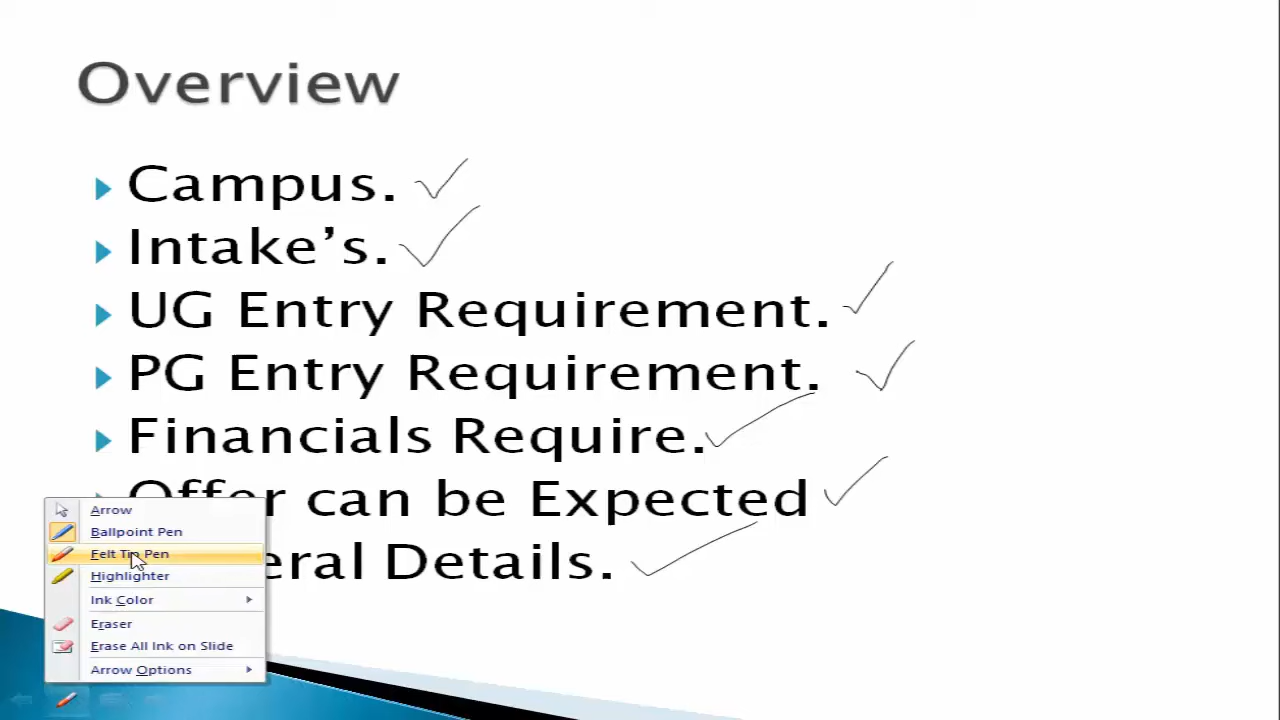 Overview
Campus.
Intake’s.
UG Entry Requirement.
PG Entry Requirement.
Financials Require.
Offer can be Expected
eral Details.
Arrow
Ballpoint Pen
Felt Tip Pen
Highlighter
Ink Color
Eraser
Erase All Ink on Slide
Arrow Options